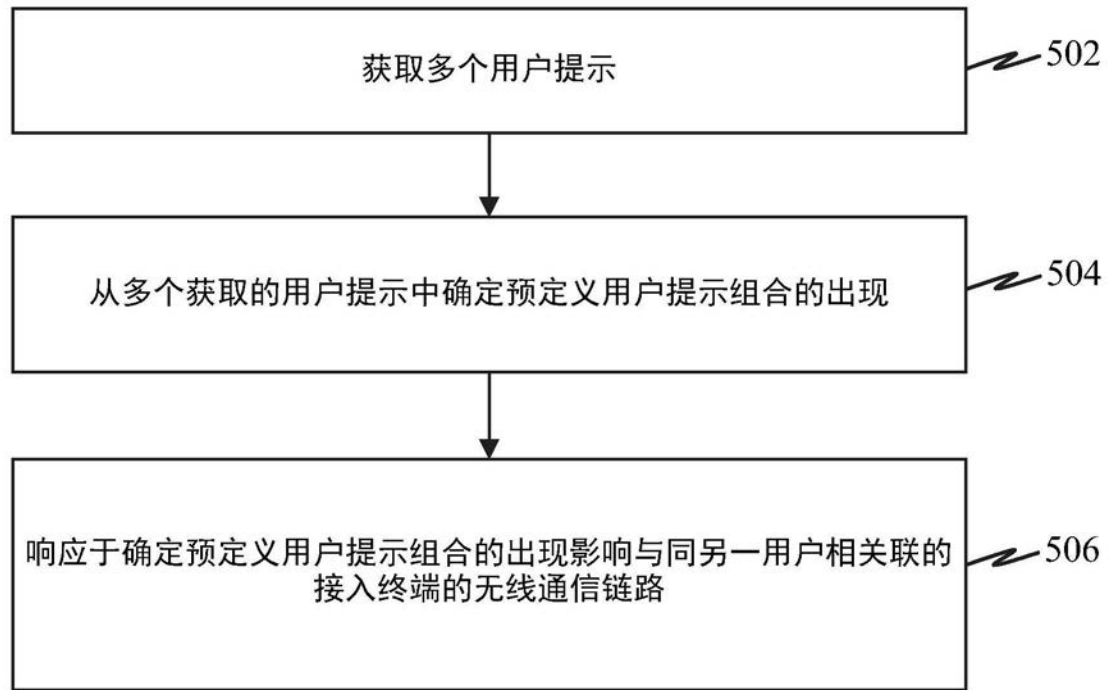 获取多个用户提示
502
从多个获取的用户提示中确定预定义用户提示组合的出现
504
响应于确定预定义用户提示组合的出现影响与同另一用户相关联的
接入终端的无线通信链路
506